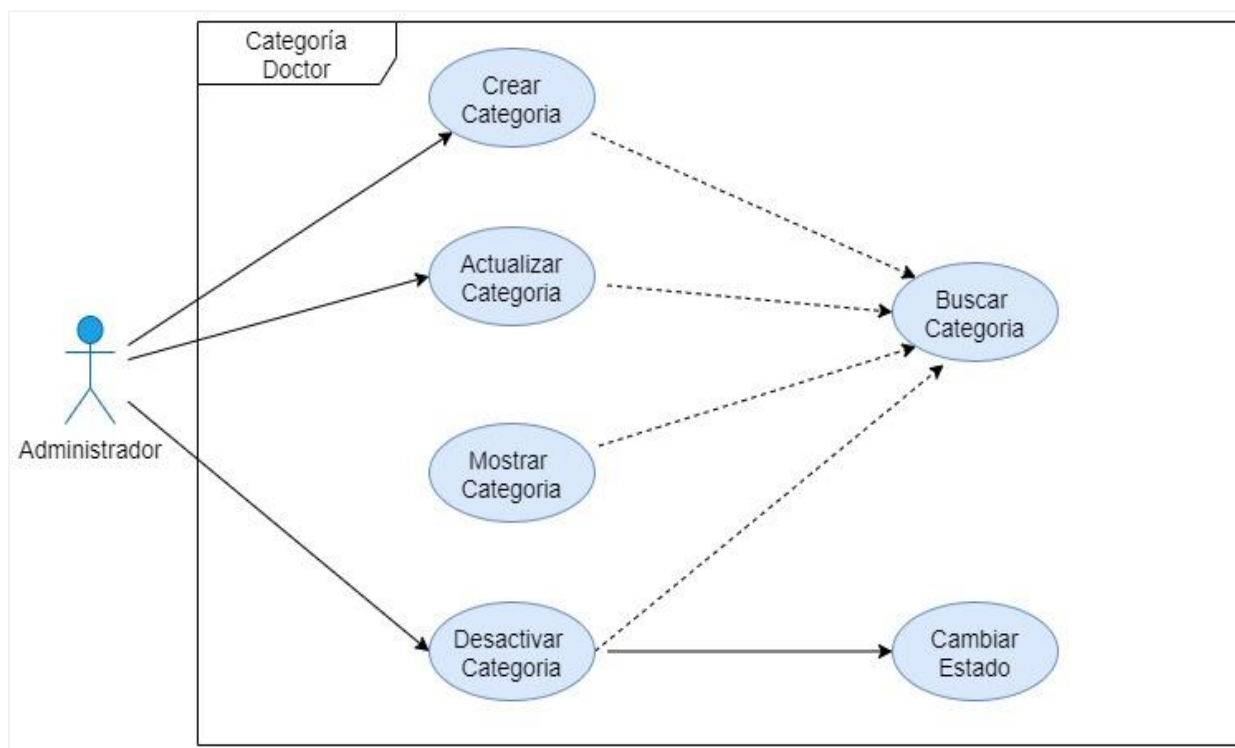 Categoría
Doctor
Crear
Categoria
Actualizar
Categoria
Buscar
Categoria
Administrador
Mostrar
Categoria
Desactivar
Categoria
Cambiar
Estado